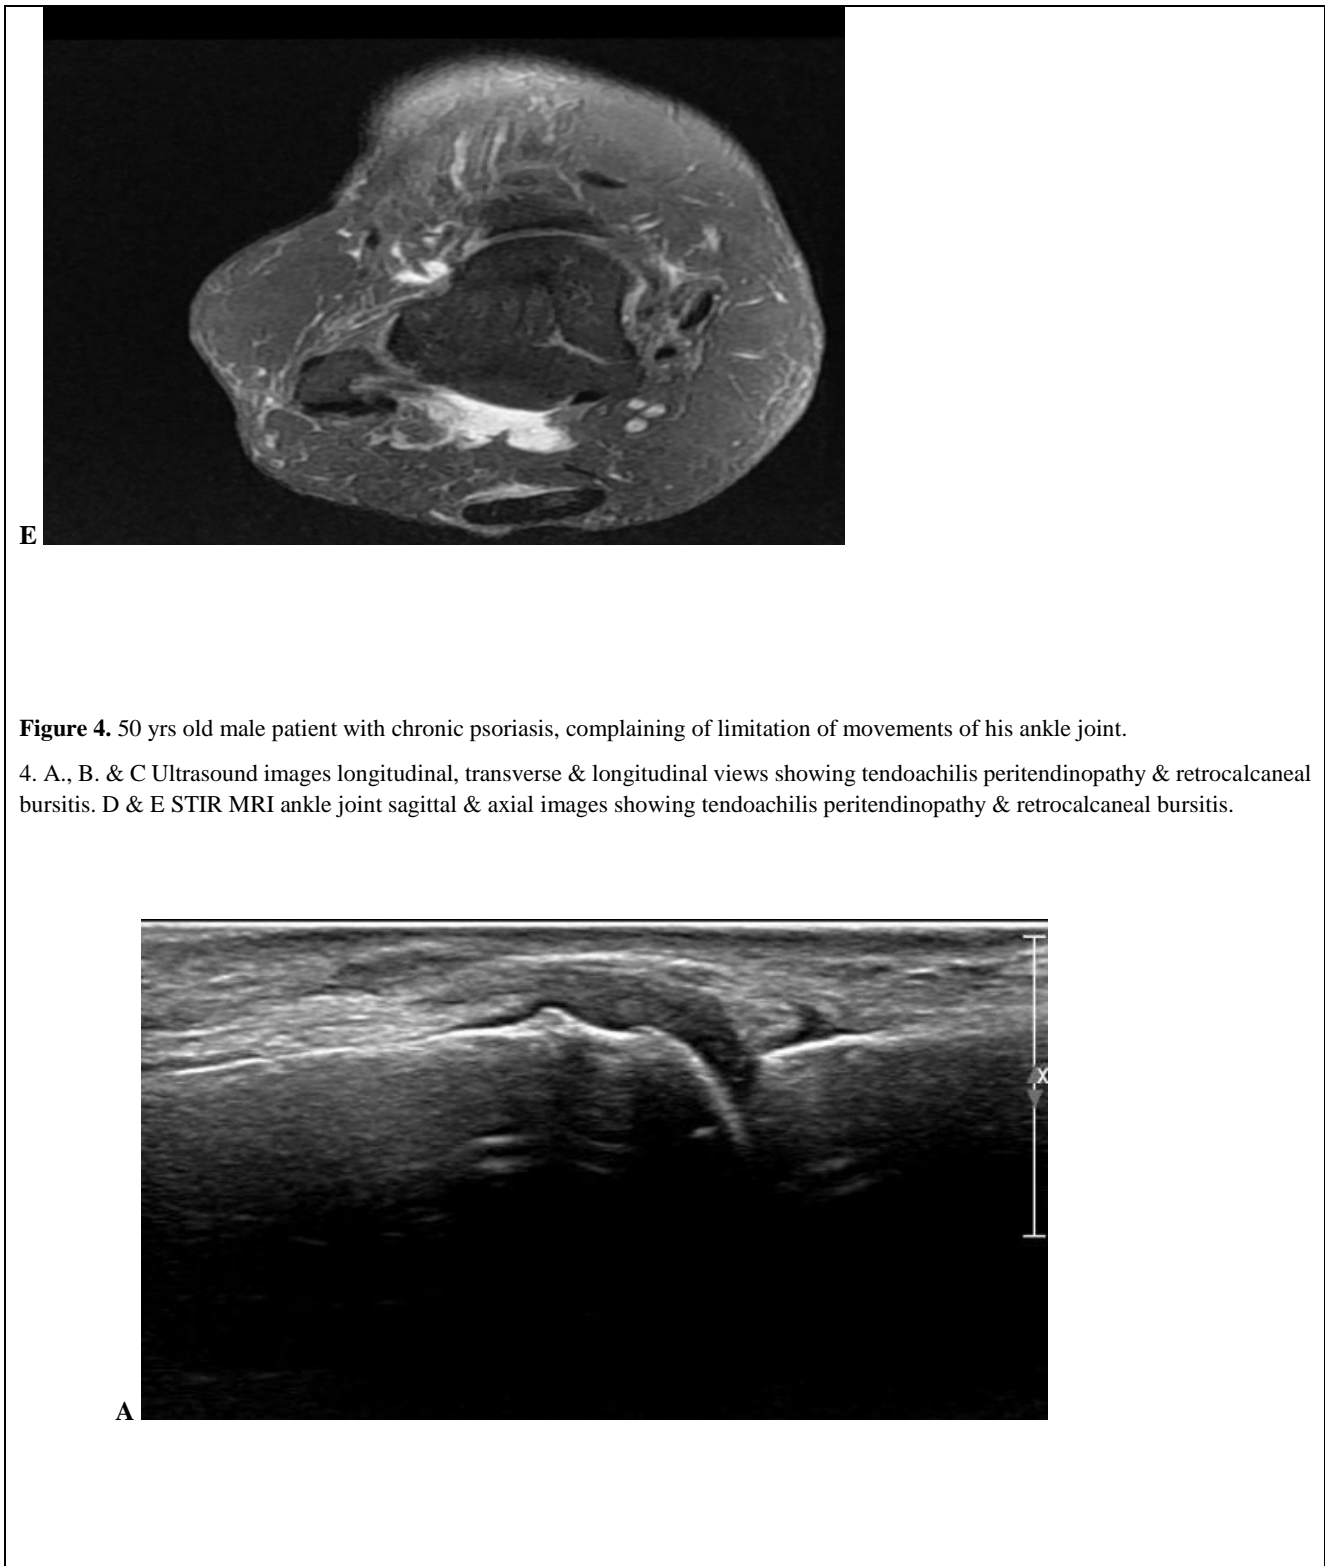 E
Figure 4. 50 yrs old male patient with chronic psoriasis, complaining of limitation of movements of his ankle joint.
4. A., B. & C Ultrasound images longitudinal, transverse & longitudinal views showing tendoachilis peritendinopathy & retrocalcaneal
bursitis. D & E STIR MRI ankle joint sagittal & axial images showing tendoachilis peritendinopathy & retrocalcaneal bursitis.
X
A